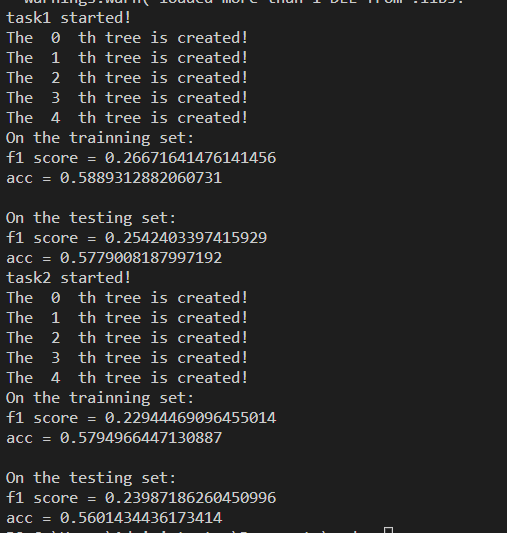 warnings.warn( loaded more than 1 DLL from .libs:
task1 started!
The  0  th tree is created!
The  1  th tree is created!
The  2  th tree is created!
The  3  th tree is created!
The  4  th tree is created!
On the trainning set:
f1 score = 0.26671641476141456
acc = 0.5889312882060731
On the testing set:
f1 score = 0.2542403397415929
acc = 0.5779008187997192
task2 started!
The  0  th tree is created!
The  1  th tree is created!
The  2  th tree is created!
The  3  th tree is created!
The  4  th tree is created!
On the trainning set:
f1 score = 0.22944469096455014
acc = 0.5794966447130887
On the testing set:
f1 score = 0.23987186260450996
acc = 0.5601434436173414